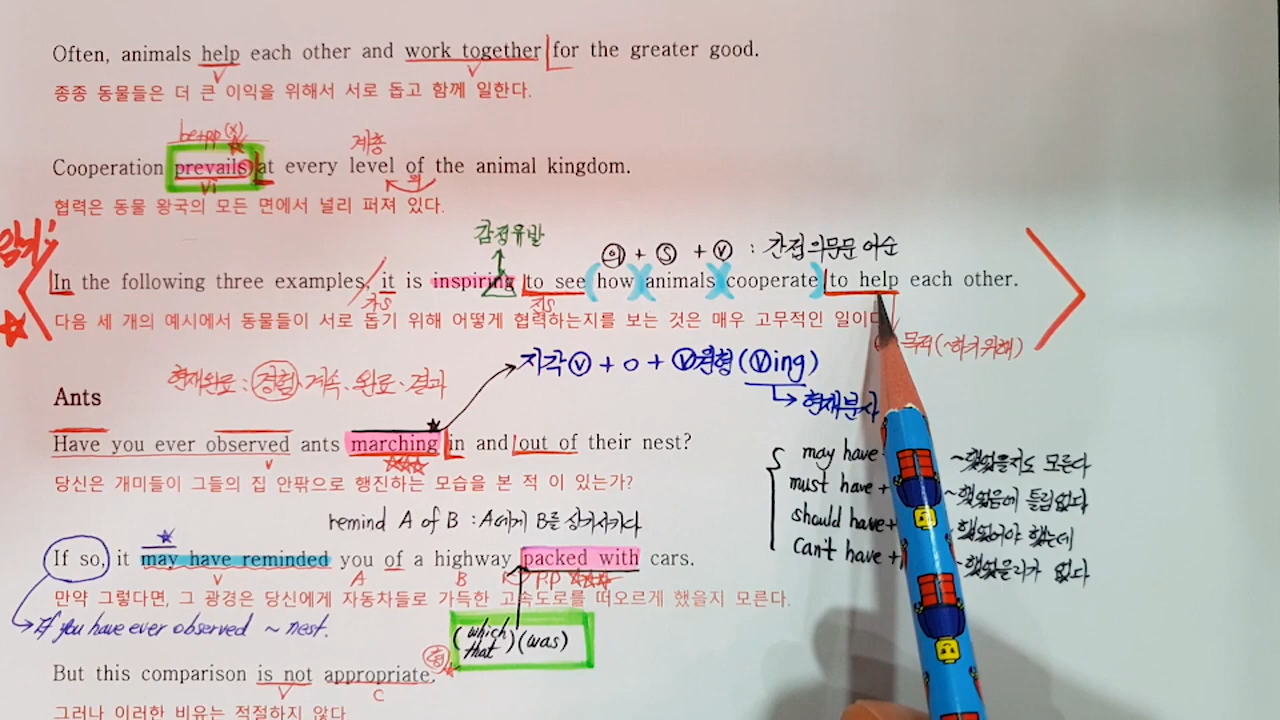 Often, animals help each other and work together for the greater good.
V V
종종 동물들은 더 큰 이익을 위해서 서로 돕고 함께 일한다.
be+pp (x) 계층
Cooperation prevails at every level of the animal kingdom.
Vi 의
협력은 동물 왕국의 모든 면에서 널리 퍼져 있다.
암기!
감정유발 의 + S + V : 간접의문문 어순
In the following three examples, it is inspiring to see how animals cooperate to help each other.
가S 진S
다음 세 개의 예시에서 동물들이 서로 돕기 위해 어떻게 협력하는지를 보는 것은 매우 고무적인 일이다
목적(~하기 위해)
지각 V + O + V원형 (Ving)
현재완료 : 경험, 계속, 완료, 결과
현재분사
Ants
Have you ever observed ants marching in and out of their nest?
V
당신은 개미들이 그들의 집 안팎으로 행진하는 모습을 본 적 이 있는가?
may have ~했었을지도 모른다
must have + ~했었음에 틀림없다
should have + ~했었어야 했는데
can't have + ~했었을리가 없다
remind A of B : A에게 B를 상기시키다
If so, it may have reminded you of a highway packed with cars.
V A B P.P
만약 그렇다면, 그 광경은 당신에게 자동차들로 가득한 고속도로를 떠오르게 했을지 모른다.
If you have ever observed ~ nest.
(which that) (was)
But this comparison is not appropriate.
V C
그러나 이러한 비유는 적절하지 않다